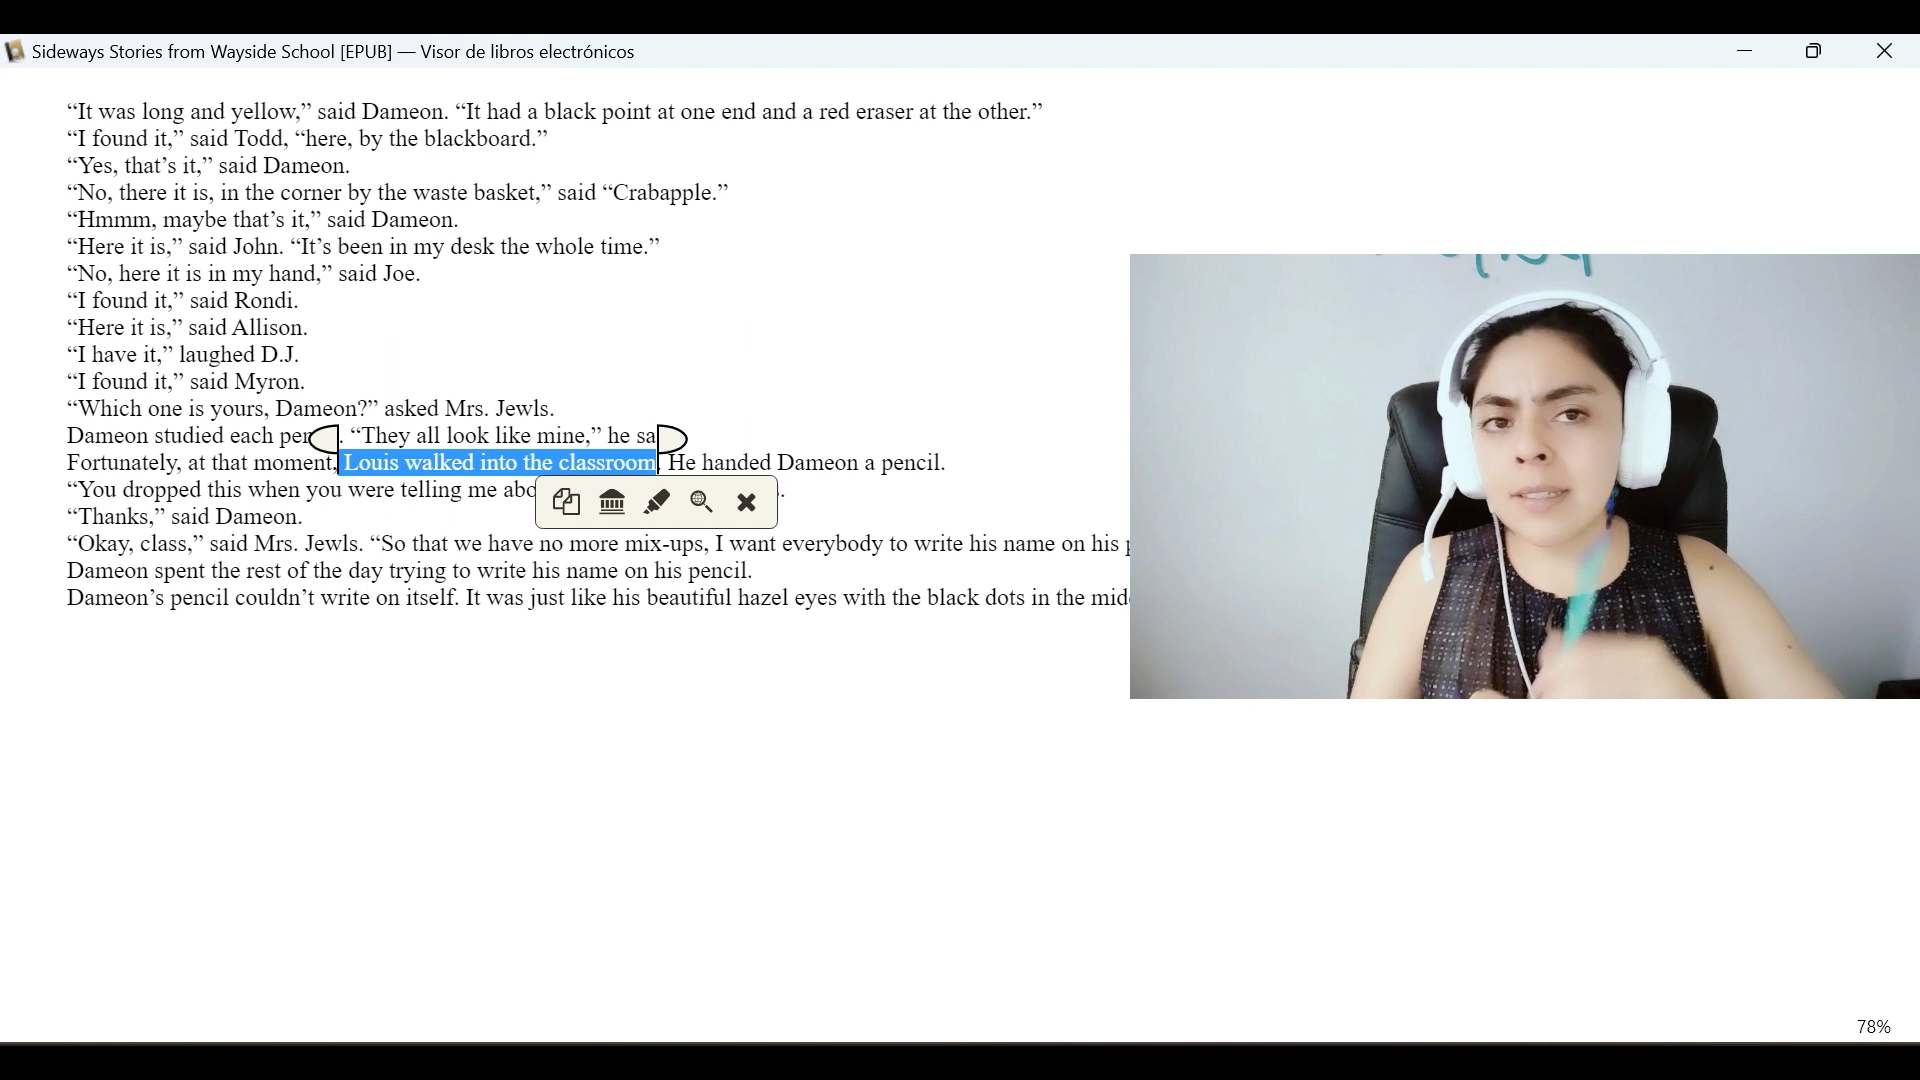 Sideways Stories from Wayside School [EPUB] — Visor de libros electrónicos
“It was long and yellow,” said Dameon. “It had a black point at one end and a red eraser at the other.”
“I found it,” said Todd, “here, by the blackboard.”
“Yes, that’s it,” said Dameon.
“No, there it is, in the corner by the waste basket,” said “Crabapple.”
“Hmmm, maybe that’s it,” said Dameon.
“Here it is,” said John. “It’s been in my desk the whole time.”
“No, here it is in my hand,” said Joe.
“I found it,” said Rondi.
“Here it is,” said Allison.
“I have it,” laughed D.J.
“I found it,” said Myron.
“Which one is yours, Dameon?” asked Mrs. Jewls.
Dameon studied each . “They all look like mine,” he
Fortunately, at that moment, Louis walked into the classroom. He handed Dameon a pencil.
“You dropped this when you were telling me
“Thanks,” said Dameon.
“Okay, class,” said Mrs. Jewls. “So that we have no more mix-ups, I want everybody to write his name on his
Dameon spent the rest of the day trying to write his name on his pencil.
Dameon’s pencil couldn’t write on itself. It was just like his beautiful hazel eyes with the black dots in the
78%